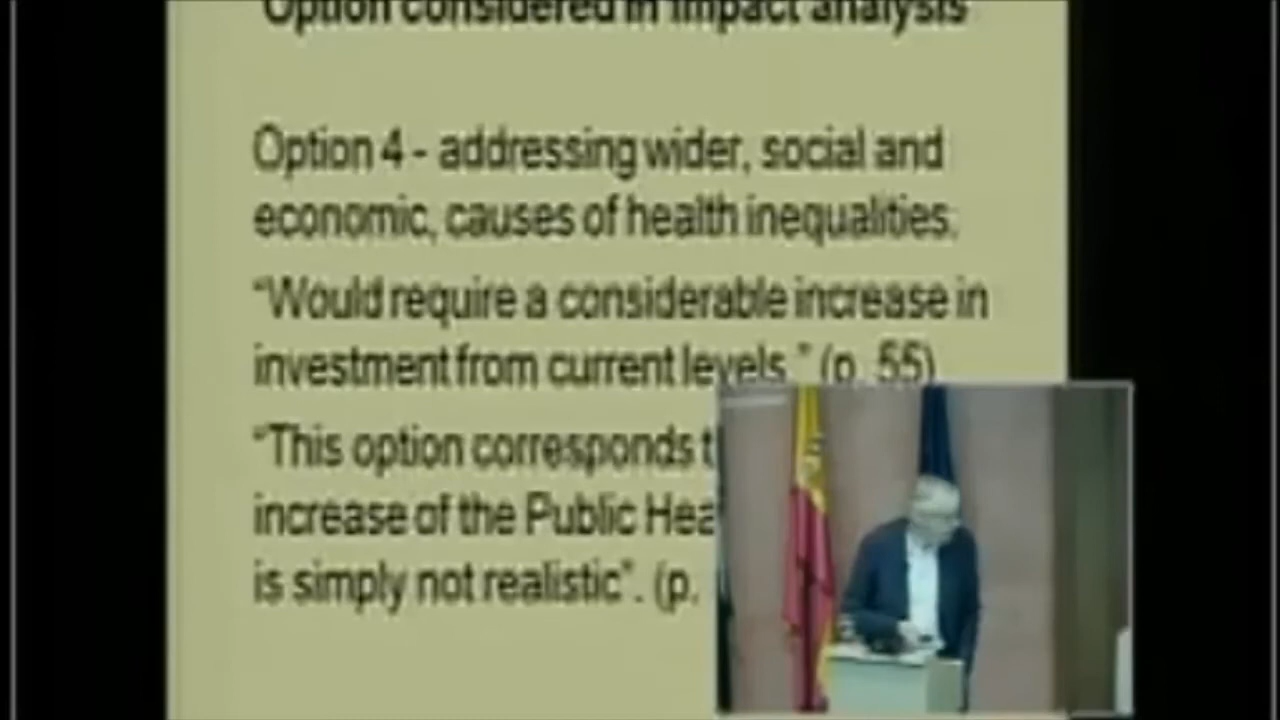 Option considered in impact analysis
Option 4 - addressing wider, social and
economic, causes of health inequalities.
“Would require a considerable increase in
investment from current levels.” (p. 55)
“This option corresponds t
increase of the Public Hea
is simply not realistic”. (p.